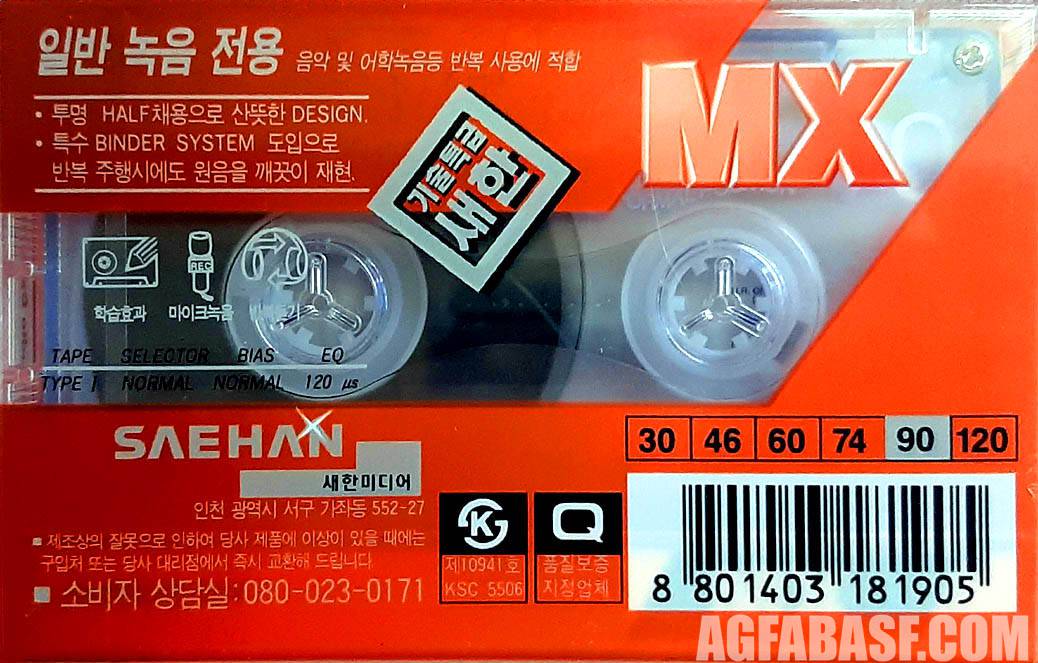 일반 녹음 전용 음악 및 어학녹음등 반복 사용에 적합
MX
• 투명 HALF채용으로 산뜻한 DESIGN.
• 특수 BINDER SYSTEM 도입으로
반복 주행시에도 원음을 깨끗이 재현.
기술특급
새한
REC
학습효과 마이크녹음
TAPE SELECTOR BIAS EQ
TYPE I NORMAL NORMAL 120 µs
SAEHAN
새한미디어
인천 광역시 서구 가좌동 552-27
■ 제조상의 잘못으로 인하여 당사 제품에 이상이 있을 때에는
구입처 또는 당사 대리점에서 즉시 교환해 드립니다.
■ 소비자 상담실:080-023-0171
K
제10941호
KSC 5506
Q
품질보증
지정업체
30 46 60 74 90 120
8 801403 181905
AGFABASF.COM